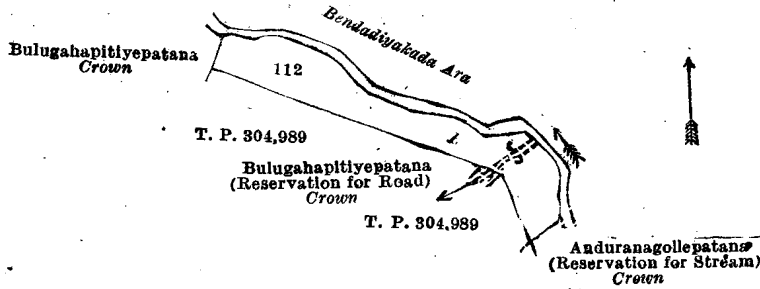 Bendadiyakada Ara
Bulugahapitiyepatana
Crown
112
T. P. 304,989
1
Bulugahapitiyepatana
(Reservation for Road)
Crown
T. P. 304,989
Anduranagollepatana
(Reservation for Stream)
Crown